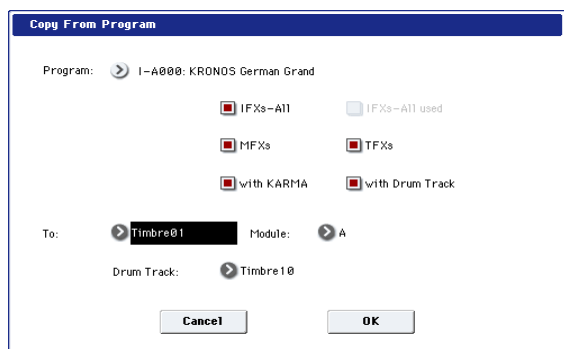 Copy From Program
Program: I-A000: KRONOS German Grand
IFXs-All IFXs-All used
MFXs TFXs
with KARMA with Drum Track
To: Timbre01 Module: A
Drum Track: Timbre10
Cancel OK